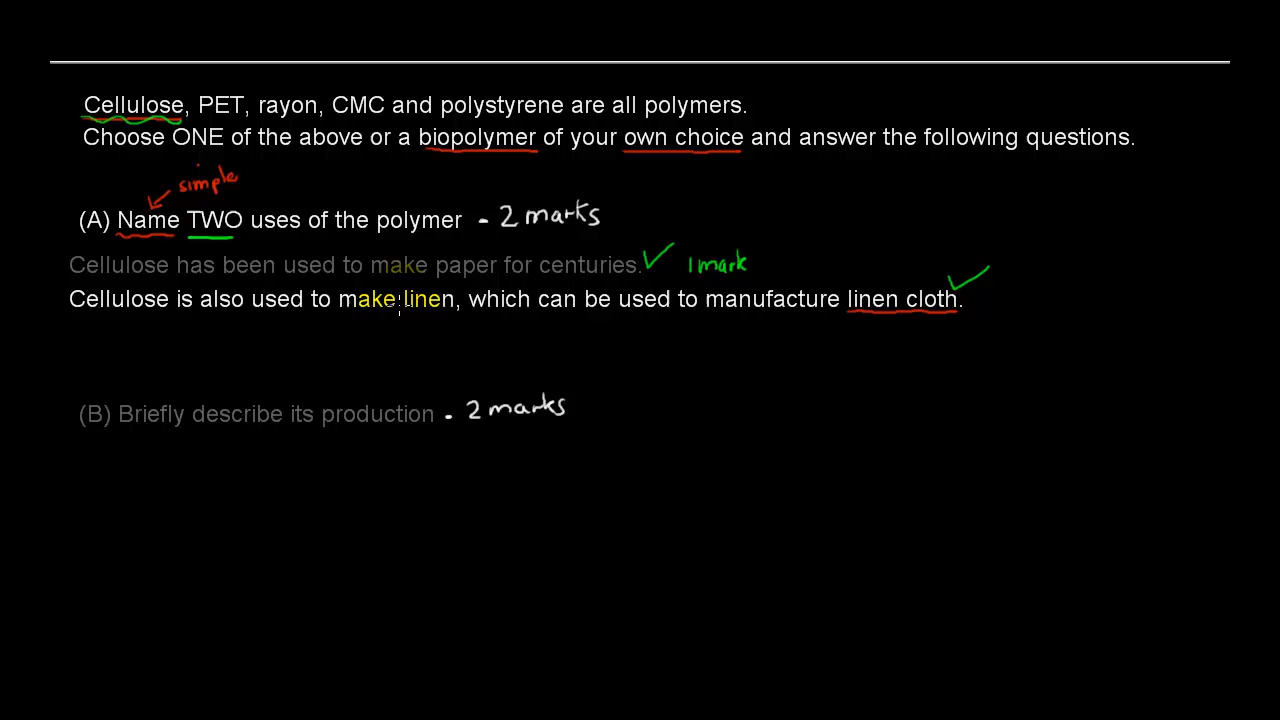 Cellulose, PET, rayon, CMC and polystyrene are all polymers.
Choose ONE of the above or a biopolymer of your own choice and answer the following questions.
simple
(A) Name TWO uses of the polymer - 2 marks
Cellulose has been used to make paper for centuries. 1 mark
Cellulose is also used to make linen, which can be used to manufacture linen cloth.
(B) Briefly describe its production - 2 marks